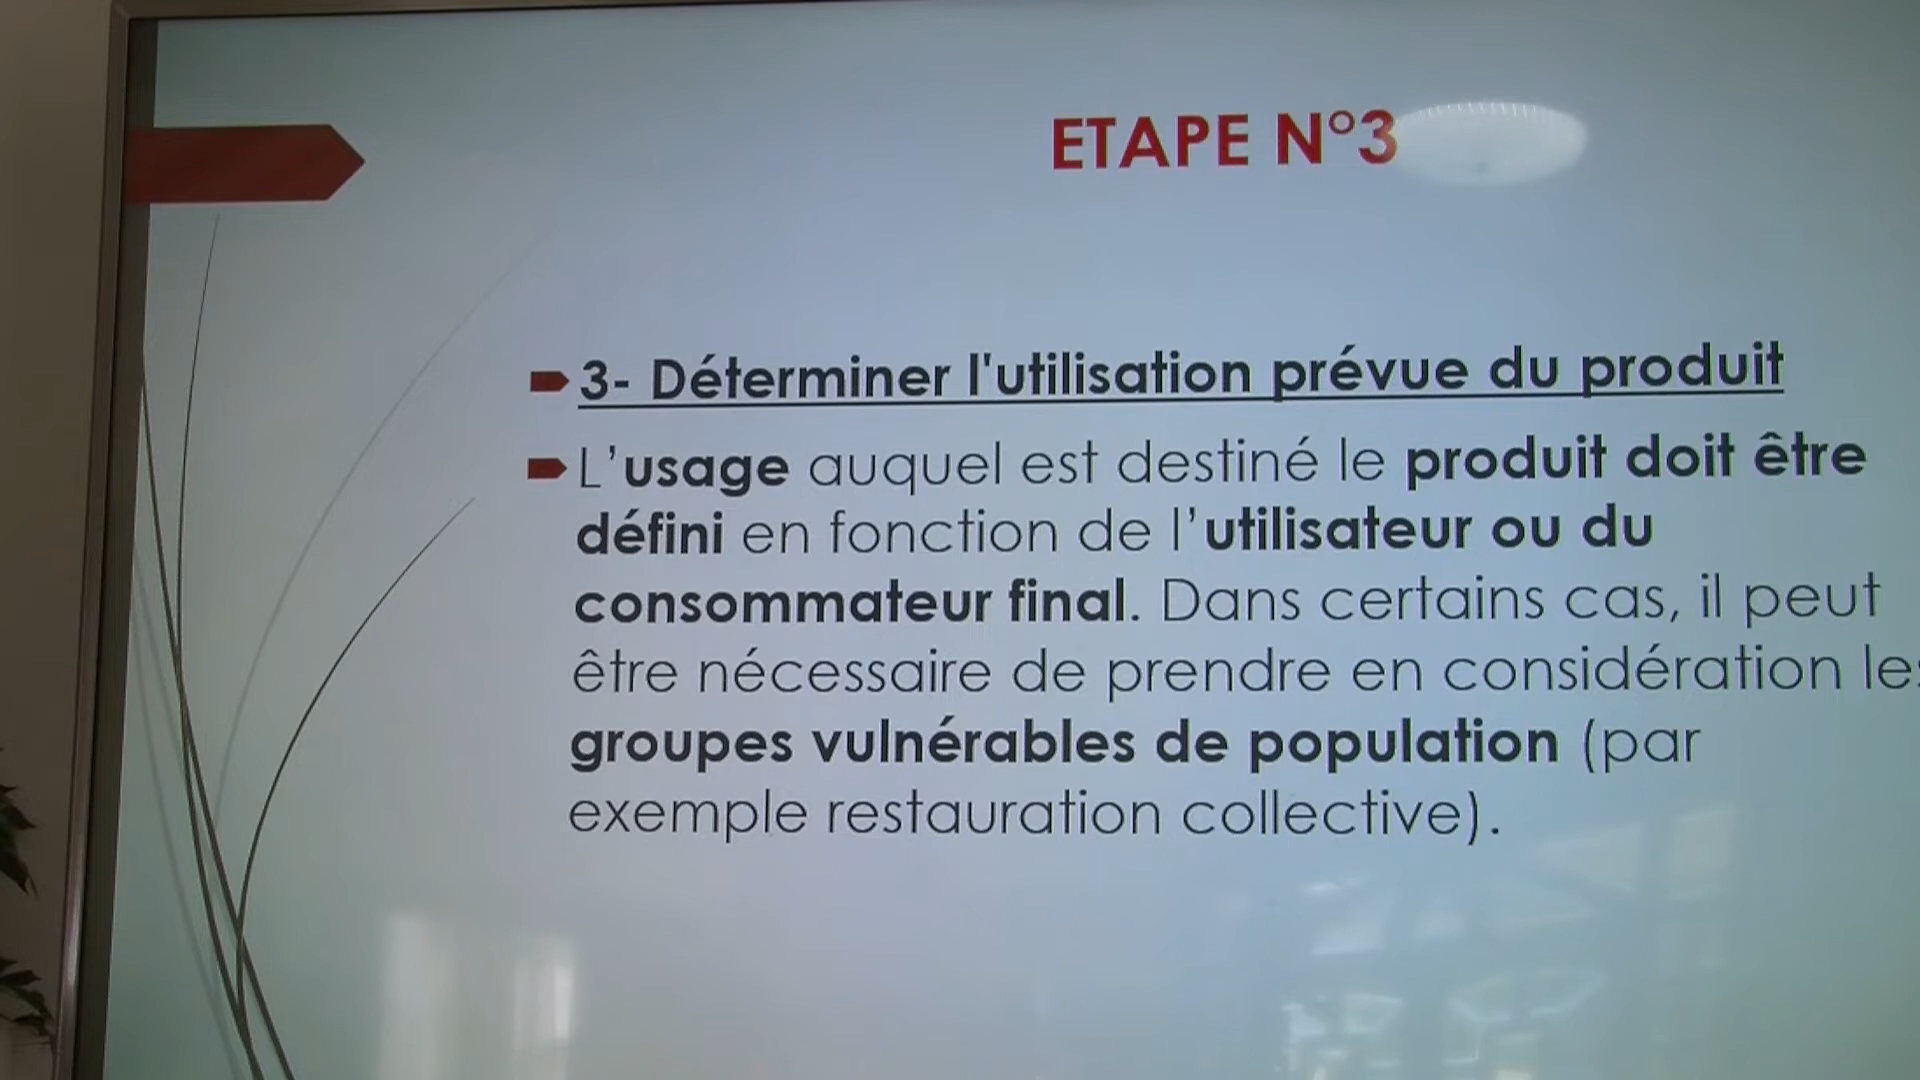 ETAPE N°3
3- Déterminer l'utilisation prévue du produit
L'usage auquel est destiné le produit doit être
défini en fonction de l'utilisateur ou du
consommateur final. Dans certains cas, il peut
être nécessaire de prendre en considération les
groupes vulnérables de population (par
exemple restauration collective).